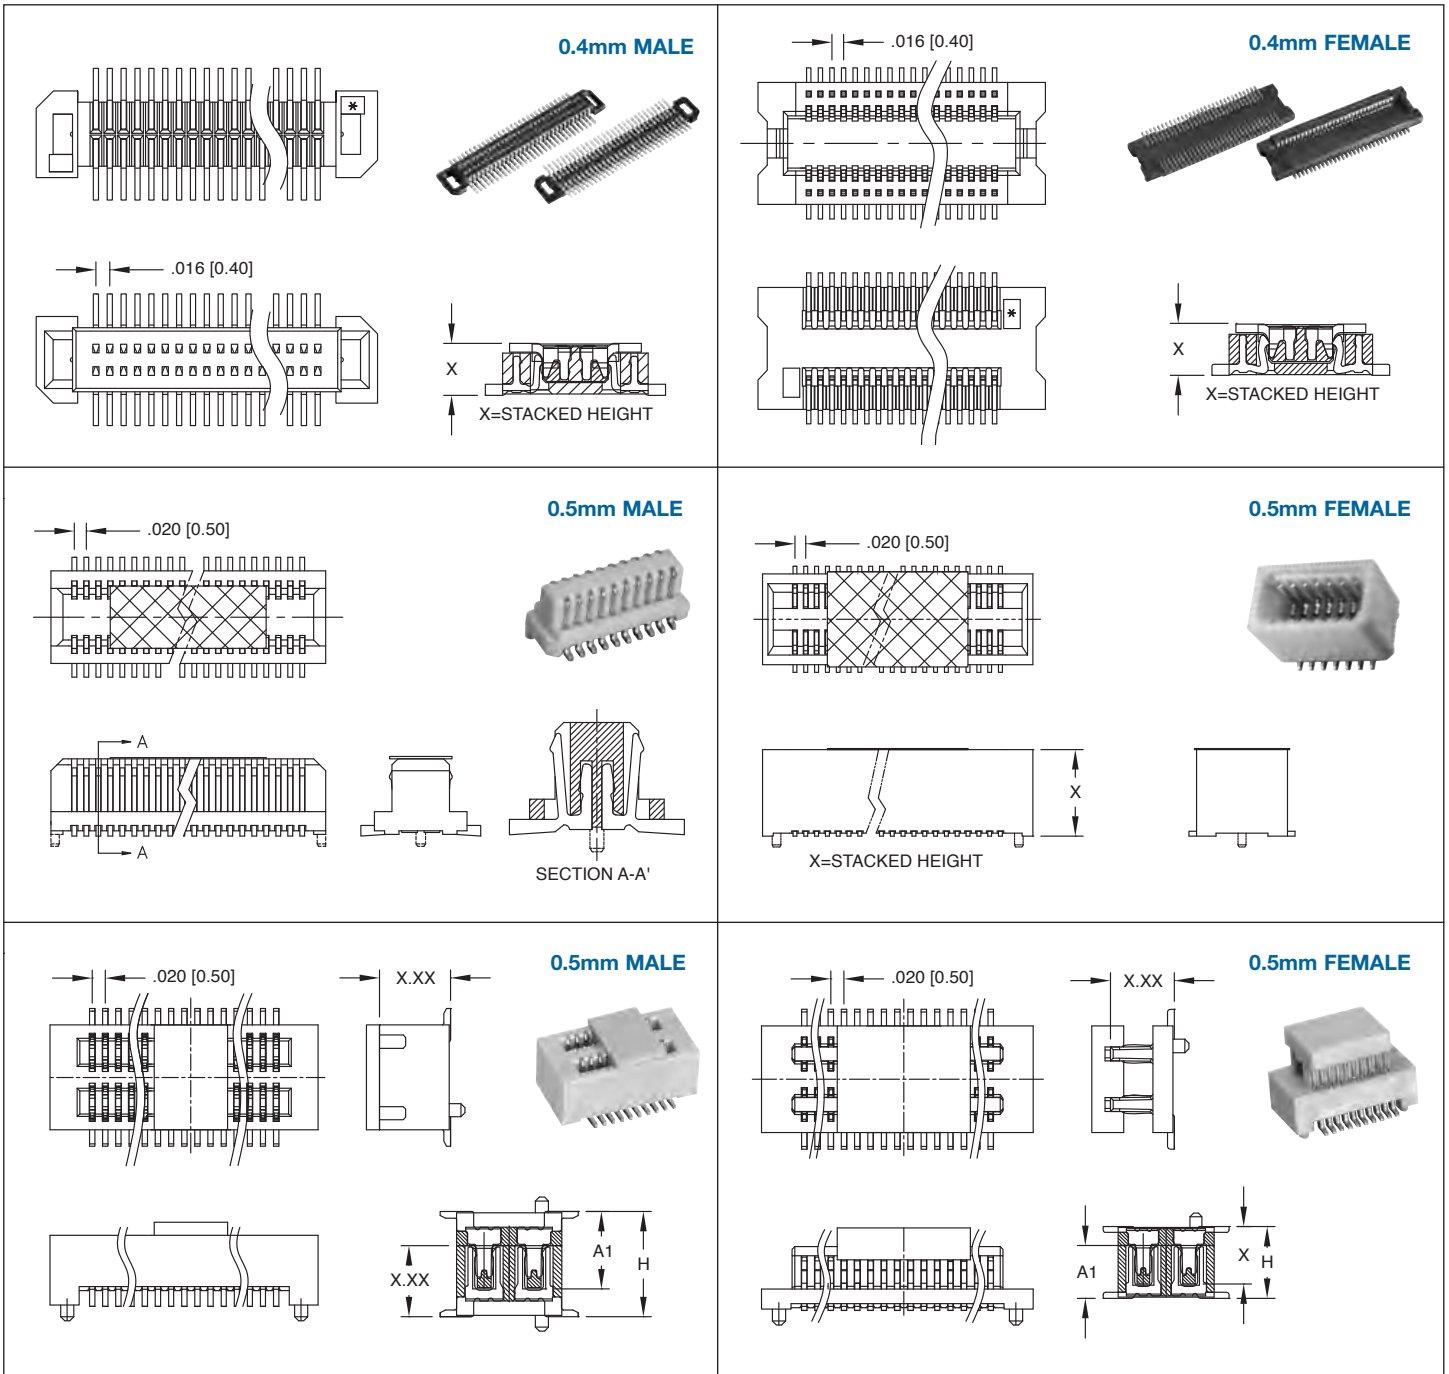 0.4mm MALE
*
.016 [0.40]
X
X=STACKED HEIGHT
0.4mm FEMALE
.016 [0.40]
*
X
X=STACKED HEIGHT
0.5mm MALE
.020 [0.50]
A
A
SECTION A-A'
0.5mm FEMALE
.020 [0.50]
X
X=STACKED HEIGHT
0.5mm MALE
.020 [0.50]
X.XX
X.XX
A1
H
0.5mm FEMALE
.020 [0.50]
X.XX
A1
X
H